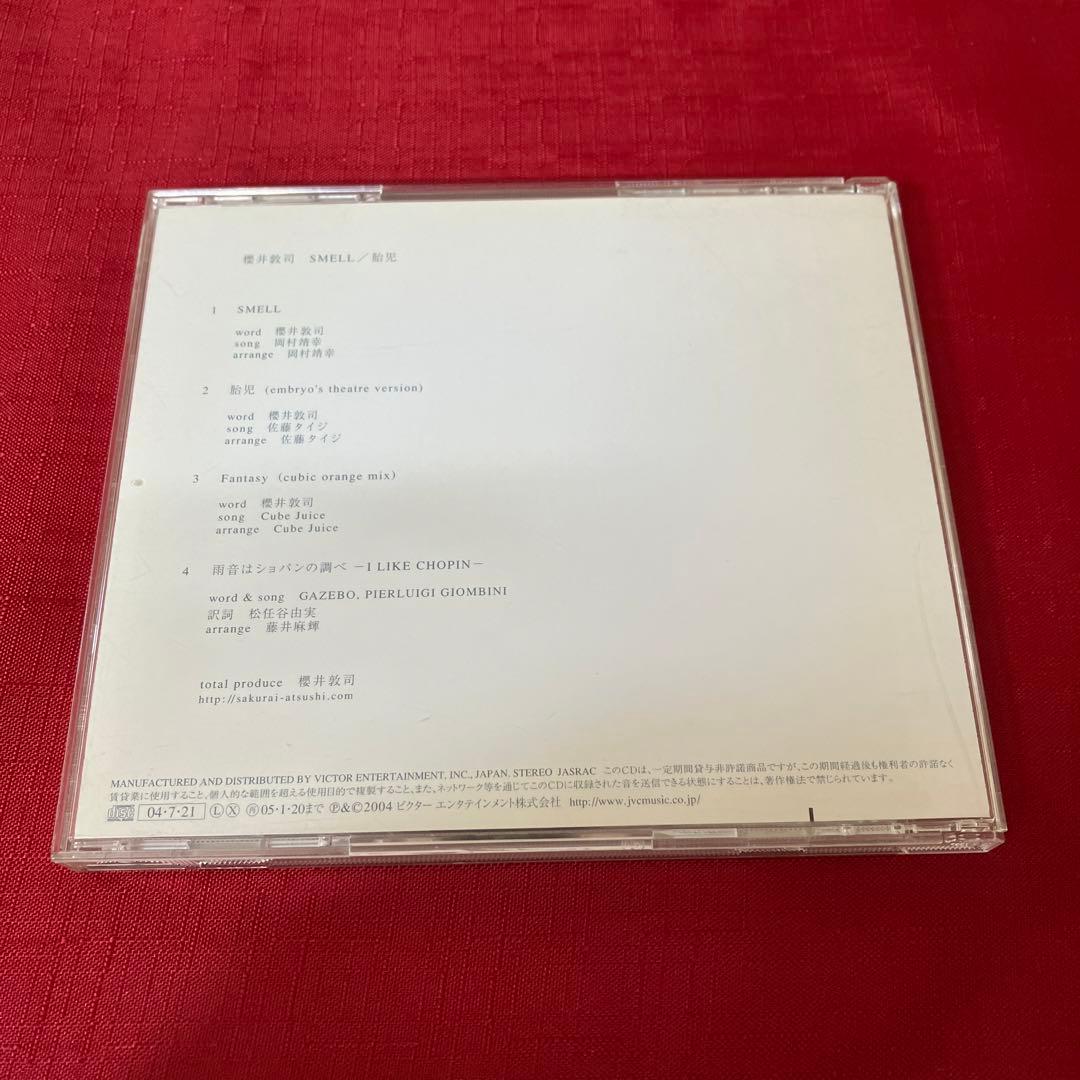 櫻井敦司 SMELL／胎児
1 SMELL
word 櫻井敦司
song 岡村靖幸
arrange 岡村靖幸
2 胎児 (embryo's theatre version)
word 櫻井敦司
song 佐藤タイジ
arrange 佐藤タイジ
3 Fantasy (cubic orange mix)
word 櫻井敦司
song Cube Juice
arrange Cube Juice
4 雨音はショパンの調べ －I LIKE CHOPIN－
word & song GAZEBO, PIERLUIGI GIOMBINI
訳詞 松任谷由実
arrange 藤井麻輝
total produce 櫻井敦司
http://sakurai-atsushi.com
MANUFACTURED AND DISTRIBUTED BY VICTOR ENTERTAINMENT, INC., JAPAN. STEREO JASRAC このCDは、一定期間貸与非許諾商品ですが、この期間経過後も権利者の許諾なく
賃貸業に使用すること、個人的な範囲を超える使用目的で複製すること、また、ネットワーク等を通じてこのCDに収録された音を送信できる状態にすることは、著作権法で禁じられています。
disc 04・7・21 Ⓛ Ⓧ ㊢05・1・20まで ℗&©2004 ビクター エンタテインメント株式会社 http://www.jvcmusic.co.jp/